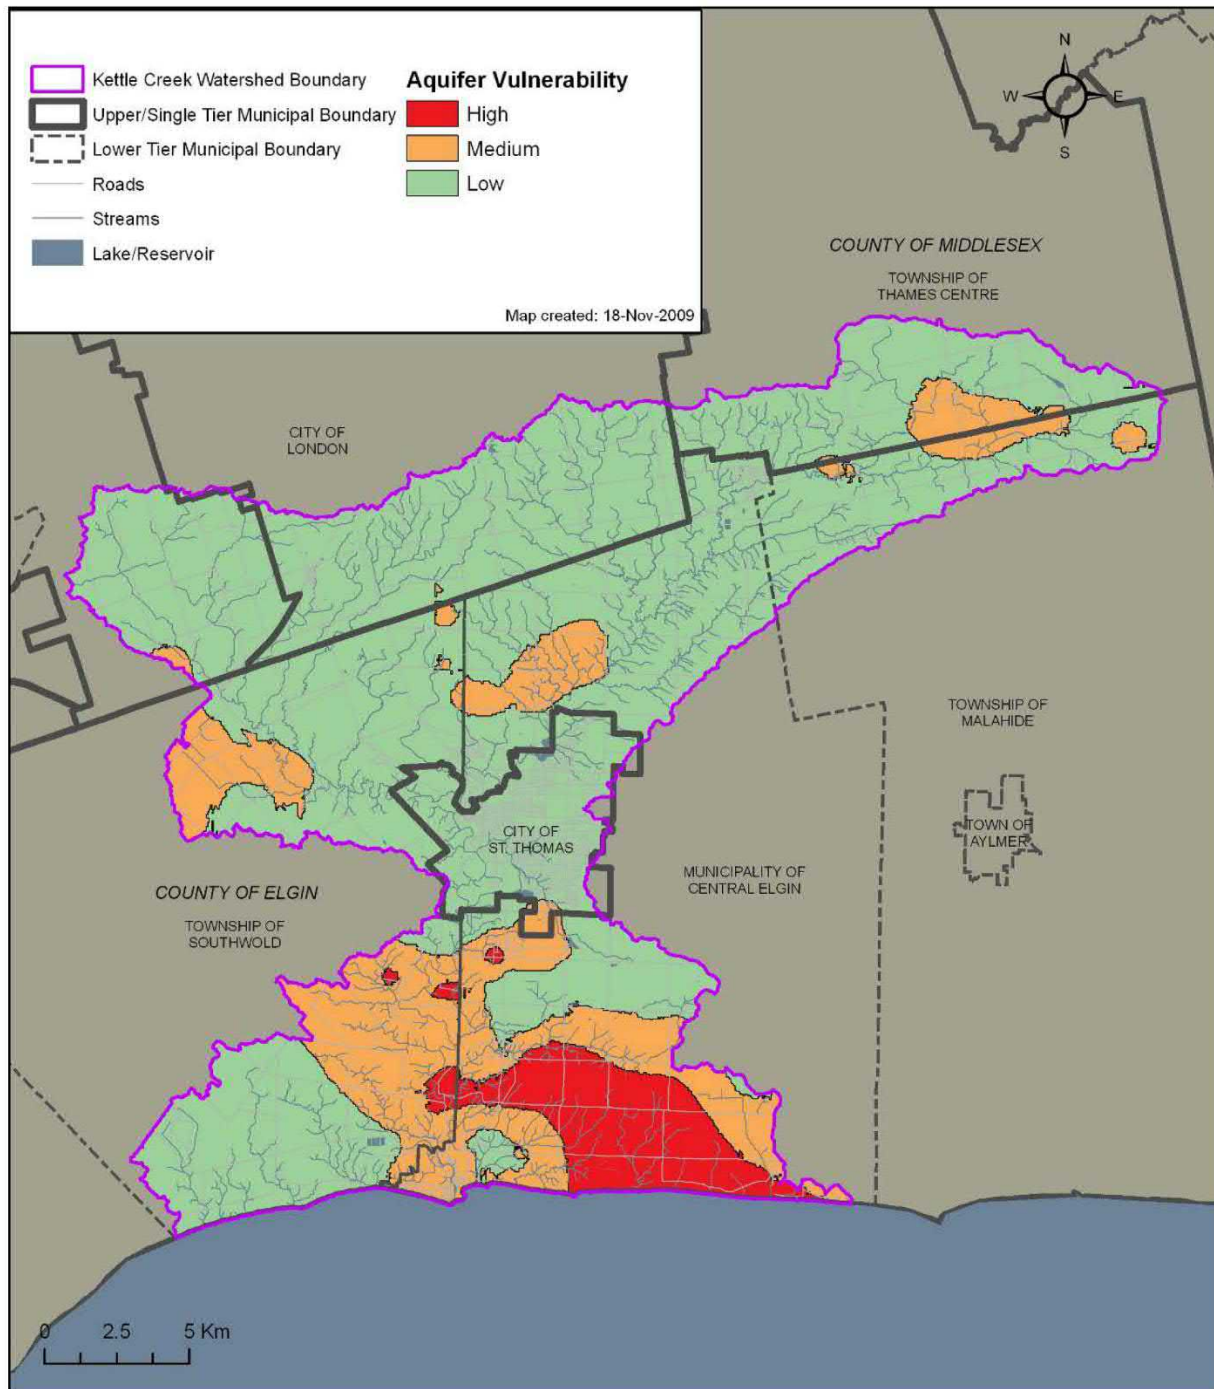 Kettle Creek Watershed Boundary
Upper/Single Tier Municipal Boundary
Lower Tier Municipal Boundary
Roads
Streams
Lake/Reservoir
Aquifer Vulnerability
High
Medium
Low
Map created: 18-Nov-2009
N
W
E
S
COUNTY OF MIDDLESEX
TOWNSHIP OF
THAMES CENTRE
CITY OF
LONDON
TOWNSHIP OF
MALAHIDE
TOWN OF
AYLMER
CITY OF
ST. THOMAS
MUNICIPALITY OF
CENTRAL ELGIN
COUNTY OF ELGIN
TOWNSHIP OF
SOUTHWOLD
0 2.5 5 Km